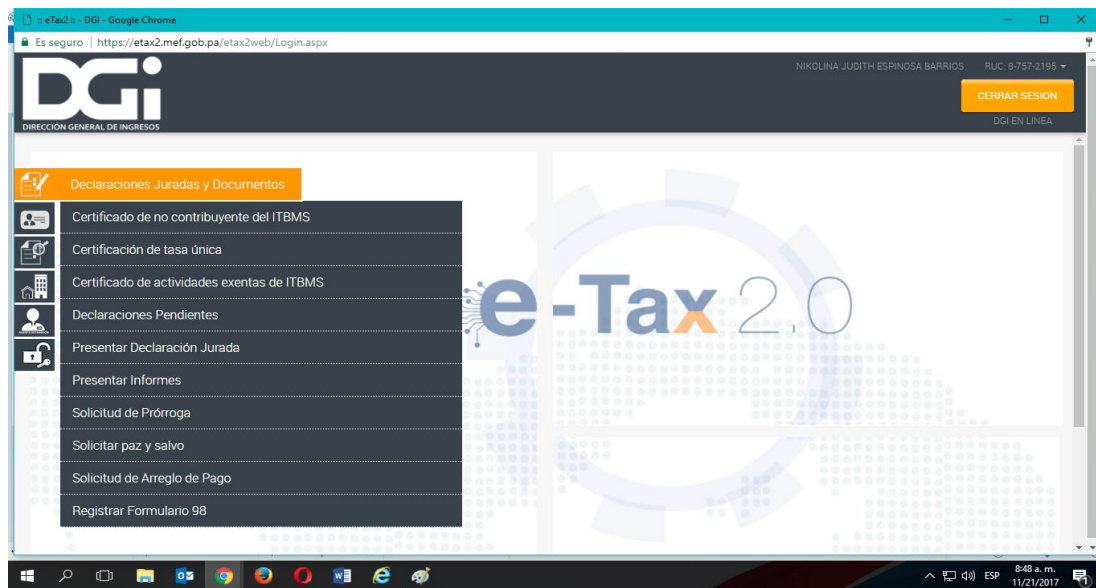 :: eTax2 :: - DGI - Google Chrome
Es seguro | https://etax2.mef.gob.pa/etax2web/Login.aspx
NIKOLINA JUDITH ESPINOSA BARRIOS RUC: 8-757-2195
DGi
CERRAR SESION
DIRECCIÓN GENERAL DE INGRESOS
DGI EN LINEA
Declaraciones Juradas y Documentos
Certificado de no contribuyente del ITBMS
Certificación de tasa única
Certificado de actividades exentas de ITBMS
Declaraciones Pendientes
Presentar Declaración Jurada
Presentar Informes
Solicitud de Prórroga
Solicitar paz y salvo
Solicitud de Arreglo de Pago
Registrar Formulario 98
e-Tax 2.0
ESP
8:48 a. m.
11/21/2017